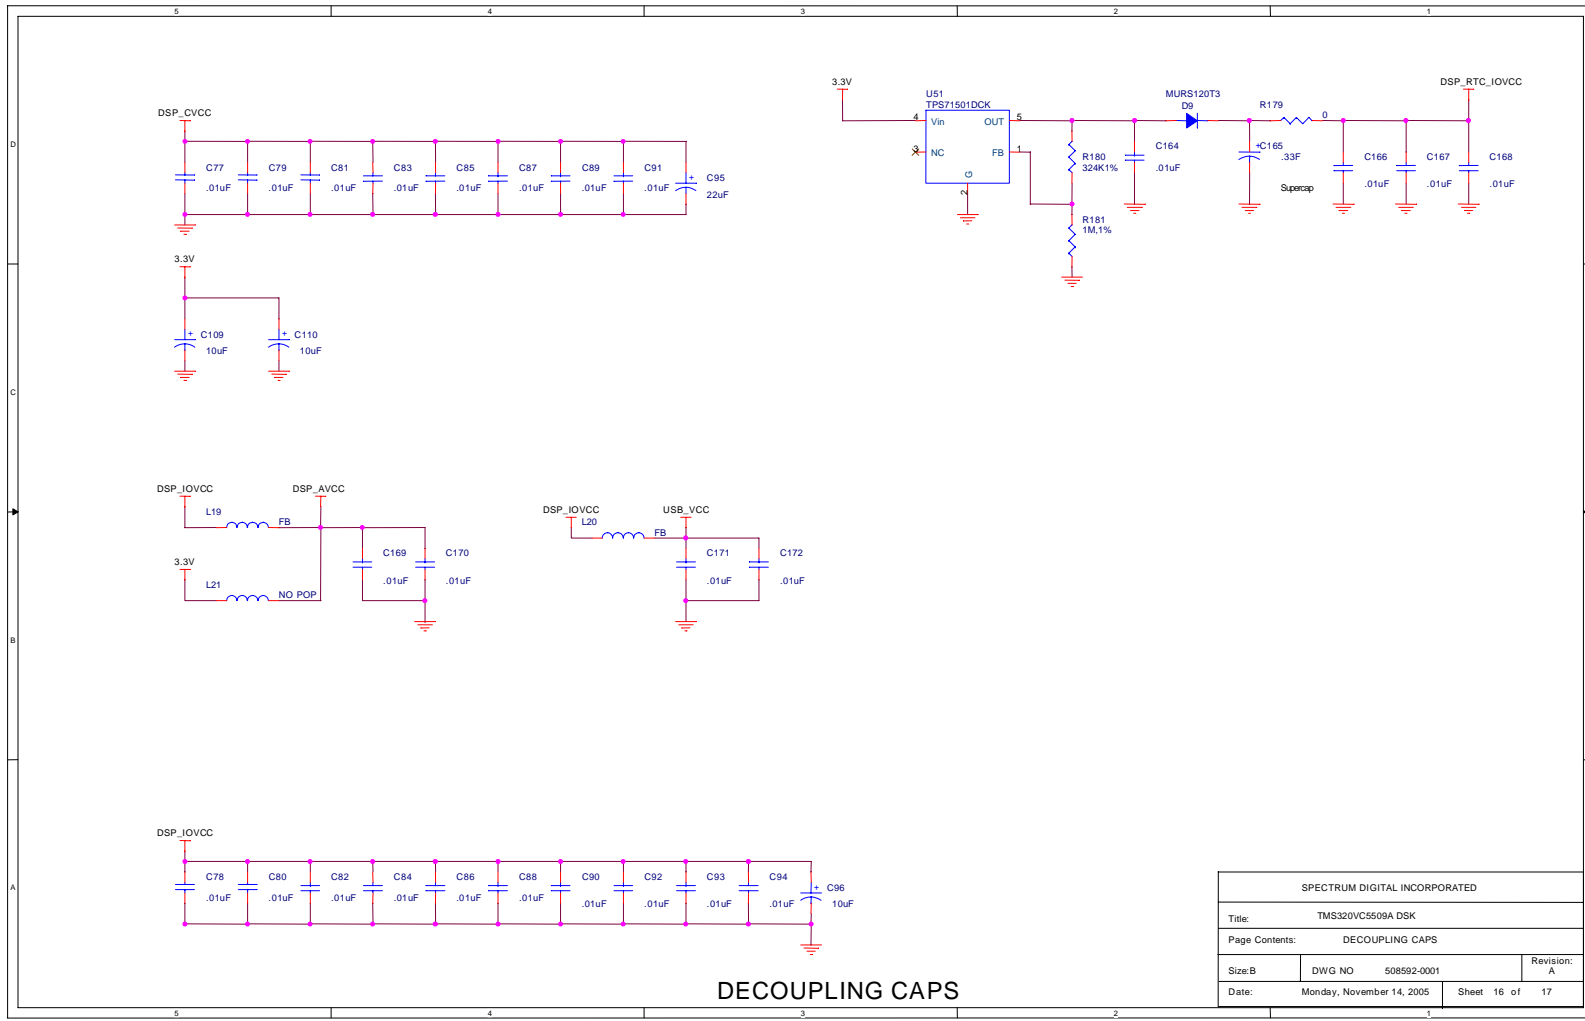 5 4 3 2 1
D
C
B
A
DSP_CVCC
C77 .01uF
C79 .01uF
C81 .01uF
C83 .01uF
C85 .01uF
C87 .01uF
C89 .01uF
C91 .01uF
+ C95 22uF
3.3V
+ C109 10uF
+ C110 10uF
3.3V
U51
TPS71501DCK
4 Vin OUT 5
3 NC FB 1
G
2
R180
324K1%
R181
1M,1%
C164
.01uF
MURS120T3
D9
+C165
.33F
Supercap
R179
0
C166 .01uF
C167 .01uF
C168 .01uF
DSP_RTC_IOVCC
DSP_IOVCC
L19
FB
DSP_AVCC
3.3V
L21
NO POP
C169 .01uF
C170 .01uF
DSP_IOVCC
L20
FB
USB_VCC
C171 .01uF
C172 .01uF
DSP_IOVCC
C78 .01uF
C80 .01uF
C82 .01uF
C84 .01uF
C86 .01uF
C88 .01uF
C90 .01uF
C92 .01uF
C93 .01uF
C94 .01uF
+ C96 10uF
DECOUPLING CAPS
SPECTRUM DIGITAL INCORPORATED
Title: TMS320VC5509A DSK
Page Contents: DECOUPLING CAPS
Size:B DWG NO 508592-0001 Revision: A
Date: Monday, November 14, 2005 Sheet 16 of 17
5 4 3 2 1